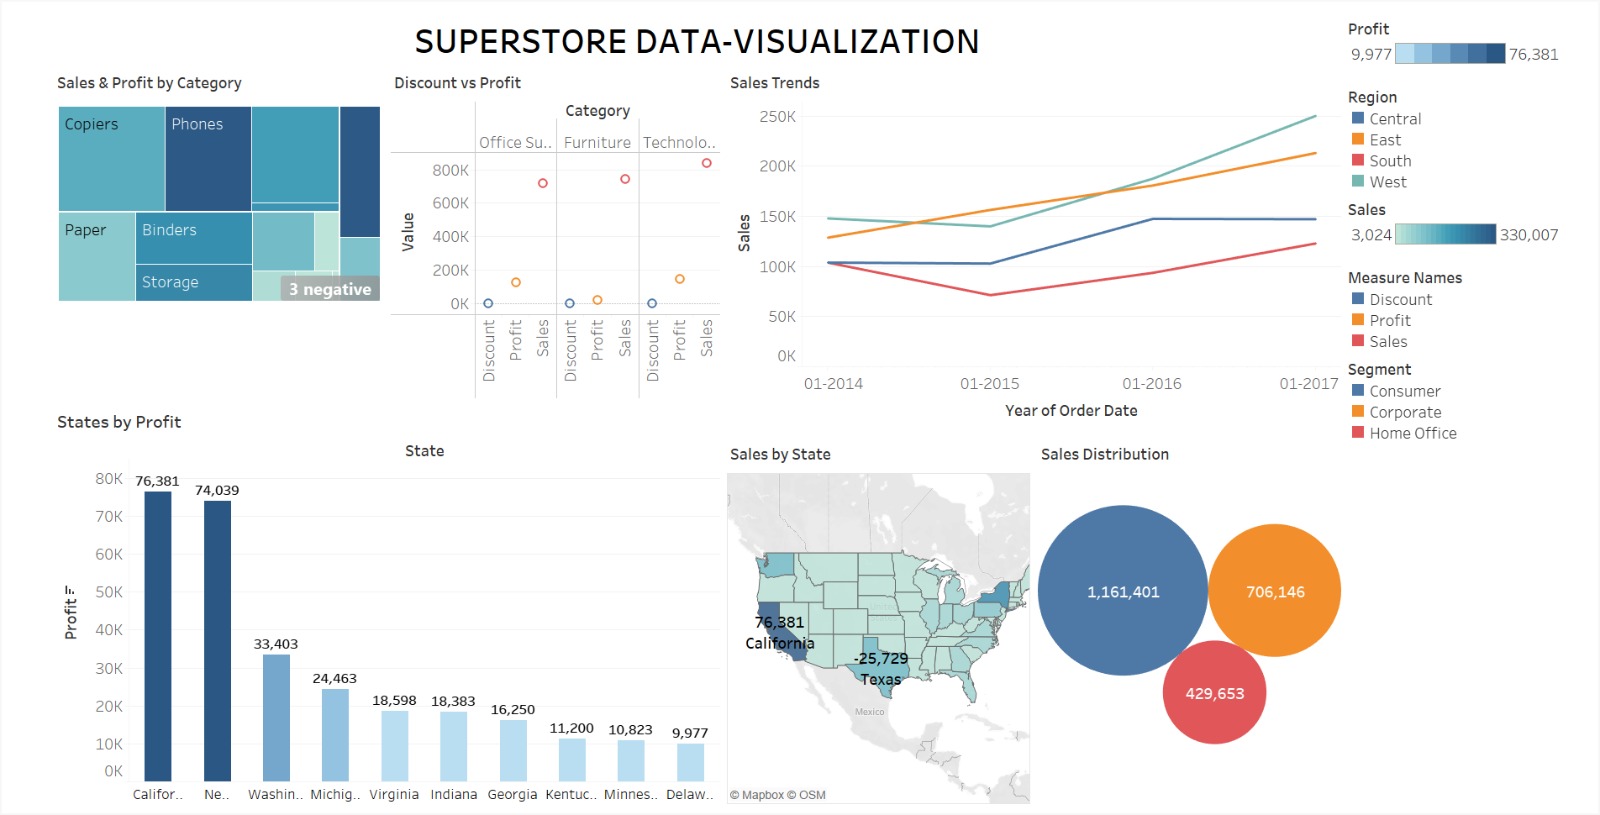 SUPERSTORE DATA-VISUALIZATION
Sales & Profit by Category
Copiers
Phones
Paper
Binders
Storage
3 negative
Discount vs Profit
Category
Office Su..
Furniture
Technolo..
Value
800K
600K
400K
200K
0K
Discount
Profit
Sales
Discount
Profit
Sales
Discount
Profit
Sales
Sales Trends
Sales
250K
200K
150K
100K
50K
0K
01-2014
01-2015
01-2016
01-2017
Year of Order Date
Profit
9,977
76,381
Region
Central
East
South
West
Sales
3,024
330,007
Measure Names
Discount
Profit
Sales
Segment
Consumer
Corporate
Home Office
States by Profit
State
Profit
80K
70K
60K
50K
40K
30K
20K
10K
0K
76,381
74,039
33,403
24,463
18,598
18,383
16,250
11,200
10,823
9,977
Califor..
Ne..
Washin..
Michig..
Virginia
Indiana
Georgia
Kentuc..
Minnes..
Delaw..
Sales by State
76,381
California
-25,729
Texas
Mexico
© Mapbox © OSM
Sales Distribution
1,161,401
706,146
429,653